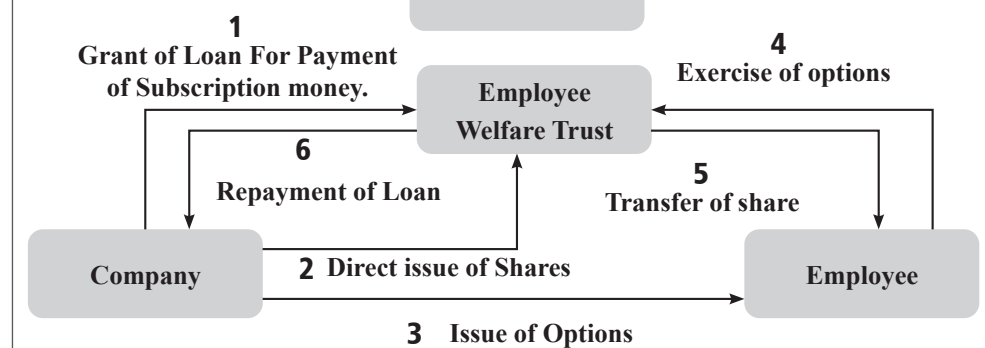 1
Grant of Loan For Payment
of Subscription money.
4
Exercise of options
Employee
Welfare Trust
6
Repayment of Loan
5
Transfer of share
Company
2 Direct issue of Shares
Employee
3 Issue of Options